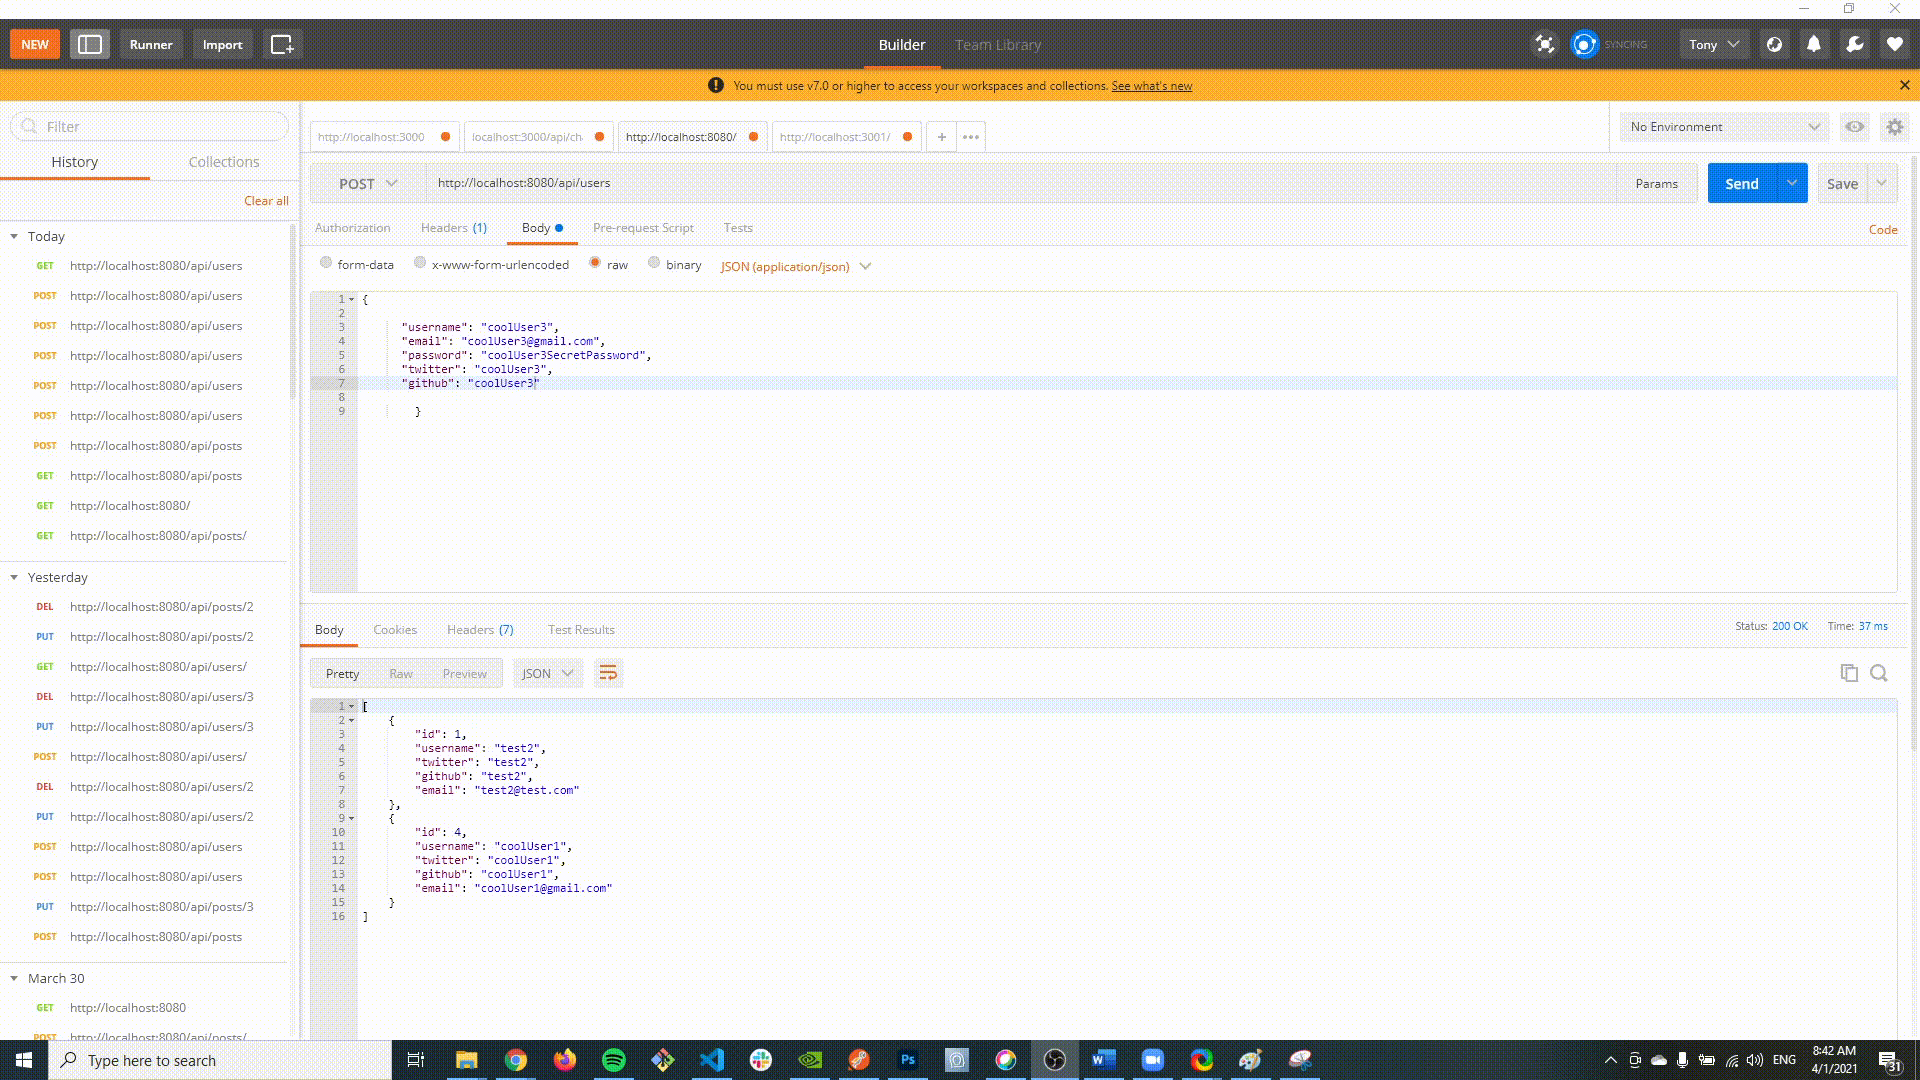 NEW
Runner
Import
Builder
Team Library
SYNCING
Tony
You must use v7.0 or higher to access your workspaces and collections. See what's new
Filter
History
Collections
Clear all
Today
GET http://localhost:8080/api/users
POST http://localhost:8080/api/users
POST http://localhost:8080/api/users
POST http://localhost:8080/api/users
POST http://localhost:8080/api/users
POST http://localhost:8080/api/users
POST http://localhost:8080/api/posts
GET http://localhost:8080/api/posts
GET http://localhost:8080/
GET http://localhost:8080/api/posts/
Yesterday
DEL http://localhost:8080/api/posts/2
PUT http://localhost:8080/api/posts/2
GET http://localhost:8080/api/users/
DEL http://localhost:8080/api/users/3
PUT http://localhost:8080/api/users/3
POST http://localhost:8080/api/users/
DEL http://localhost:8080/api/users/2
PUT http://localhost:8080/api/users/2
POST http://localhost:8080/api/users
POST http://localhost:8080/api/users
PUT http://localhost:8080/api/posts/3
POST http://localhost:8080/api/posts
March 30
GET http://localhost:8080
POST http://localhost:8080/api/posts/
http://localhost:3000
localhost:3000/api/ch
http://localhost:8080/
http://localhost:3001/
No Environment
POST
http://localhost:8080/api/users
Params
Send
Save
Authorization
Headers (1)
Body
Pre-request Script
Tests
Code
form-data
x-www-form-urlencoded
raw
binary
JSON (application/json)
1 {
2
3 "username": "coolUser3",
4 "email": "coolUser3@gmail.com",
5 "password": "coolUser3SecretPassword",
6 "twitter": "coolUser3",
7 "github": "coolUser3"
8
9 }
Body
Cookies
Headers (7)
Test Results
Status: 200 OK
Time: 37 ms
Pretty
Raw
Preview
JSON
1 [
2 {
3 "id": 1,
4 "username": "test2",
5 "twitter": "test2",
6 "github": "test2",
7 "email": "test2@test.com"
8 },
9 {
10 "id": 4,
11 "username": "coolUser1",
12 "twitter": "coolUser1",
13 "github": "coolUser1",
14 "email": "coolUser1@gmail.com"
15 }
16 ]
Type here to search
Ps
ENG
8:42 AM
4/1/2021
31